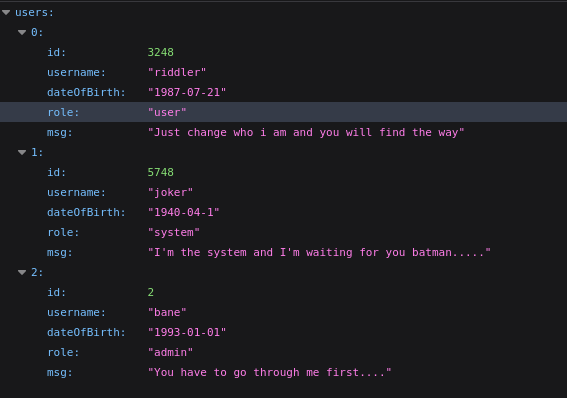 users:
0:
id: 3248
username: "riddler"
dateOfBirth: "1987-07-21"
role: "user"
msg: "Just change who i am and you will find the way"
1:
id: 5748
username: "joker"
dateOfBirth: "1940-04-1"
role: "system"
msg: "I'm the system and I'm waiting for you batman....."
2:
id: 2
username: "bane"
dateOfBirth: "1993-01-01"
role: "admin"
msg: "You have to go through me first...."